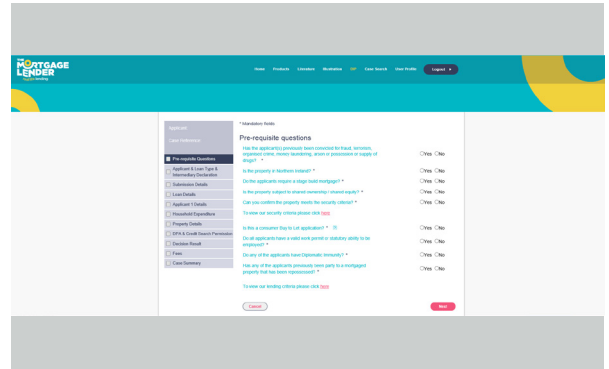 THE
MORTGAGE
LENDER
Home Products Literature Illustration DIP Case Search User Profile Logout
Applicant
Case Reference
Pre-requisite Questions
Applicant & Loan Type &
Intermediary Declaration
Submission Details
Loan Details
Applicant 1 Details
Household Expenditure
Property Details
DPA & Credit Search Permission
Decision Result
Fees
Case Summary
* Mandatory fields
Pre-requisite questions
Has the applicant(s) previously been convicted for fraud, terrorism,
organised crime, money laundering, arson or possession or supply of
drugs? * Yes No
Is the property in Northern Ireland? * Yes No
Do the applicants require a stage build mortgage? * Yes No
Is the property subject to shared ownership / shared equity? * Yes No
Can you confirm the property meets the security criteria? * Yes No
To view our security criteria please click here
Is this a consumer Buy to Let application? * Yes No
Do all applicants have a valid work permit or statutory ability to be
employed? * Yes No
Do any of the applicants have Diplomatic Immunity? * Yes No
Has any of the applicants previously been party to a mortgaged
property that has been repossessed? * Yes No
To view our lending criteria please click here
Cancel Next